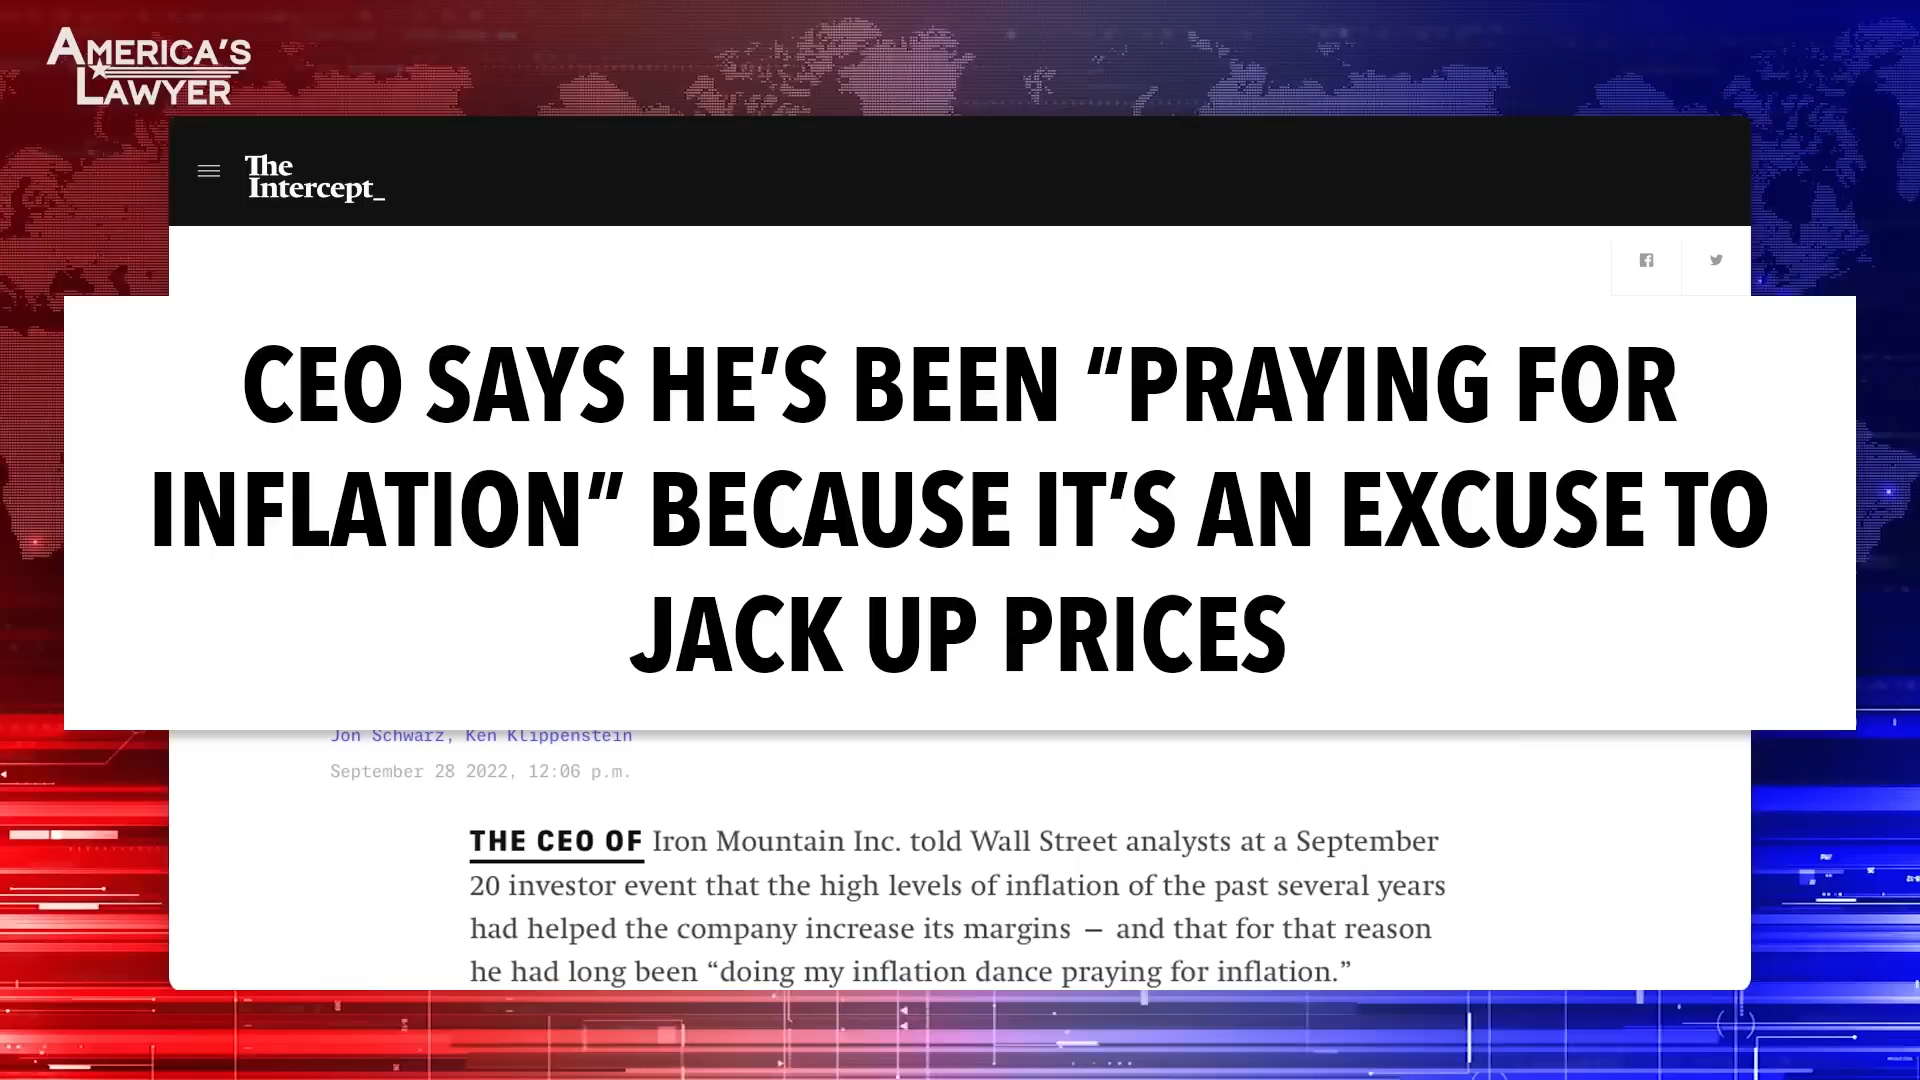 AMERICA'S
LAWYER
The
Intercept_
CEO SAYS HE’S BEEN “PRAYING FOR
INFLATION” BECAUSE IT’S AN EXCUSE TO
JACK UP PRICES
Jon Schwarz, Ken Klippenstein
September 28 2022, 12:06 p.m.
THE CEO OF Iron Mountain Inc. told Wall Street analysts at a September
20 investor event that the high levels of inflation of the past several years
had helped the company increase its margins — and that for that reason
he had long been “doing my inflation dance praying for inflation.”